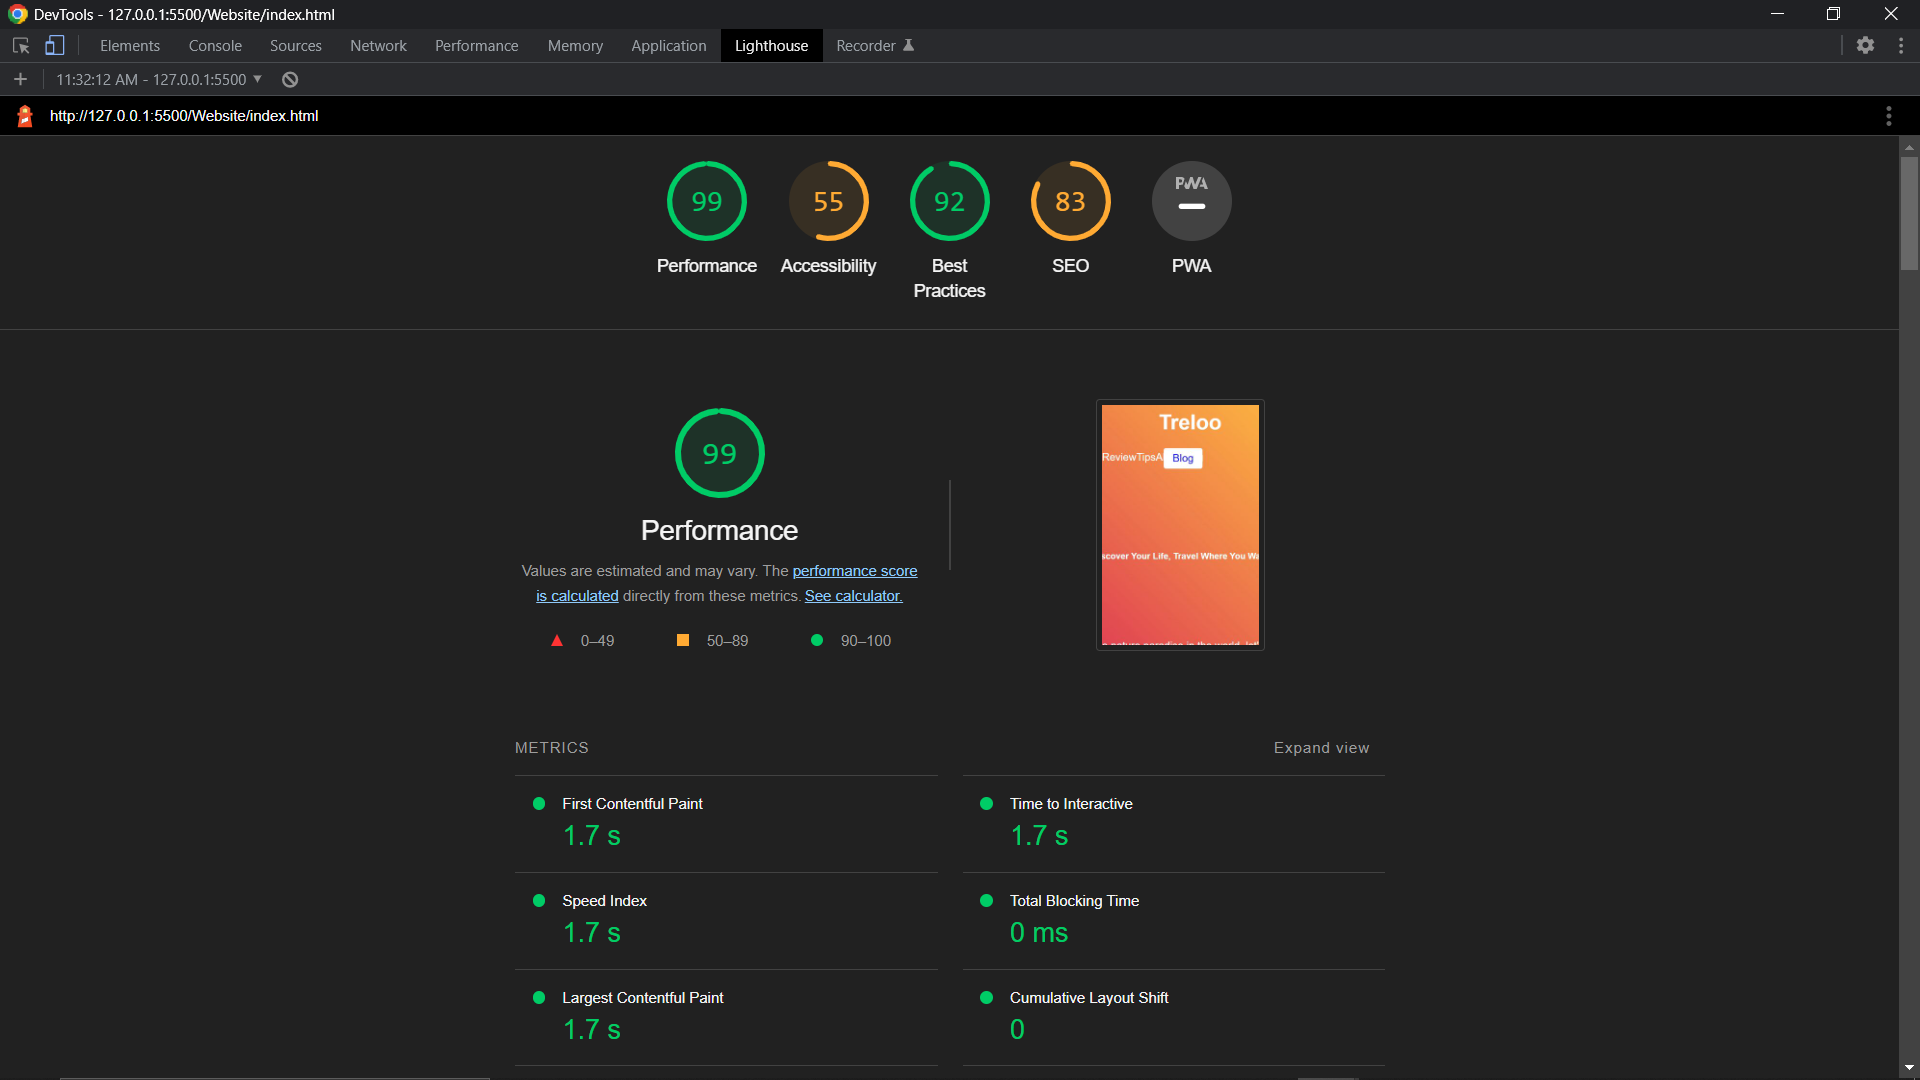 DevTools - 127.0.0.1:5500/Website/index.html
Elements Console Sources Network Performance Memory Application Lighthouse Recorder
11:32:12 AM - 127.0.0.1:5500
http://127.0.0.1:5500/Website/index.html
99 55 92 83 PWA
Performance Accessibility Best Practices SEO PWA
99
Performance
Values are estimated and may vary. The performance score
is calculated directly from these metrics. See calculator.
0–49 50–89 90–100
Treloo
ReviewTipsA Blog
scover Your Life, Travel Where You Wa
METRICS Expand view
First Contentful Paint
1.7 s
Time to Interactive
1.7 s
Speed Index
1.7 s
Total Blocking Time
0 ms
Largest Contentful Paint
1.7 s
Cumulative Layout Shift
0